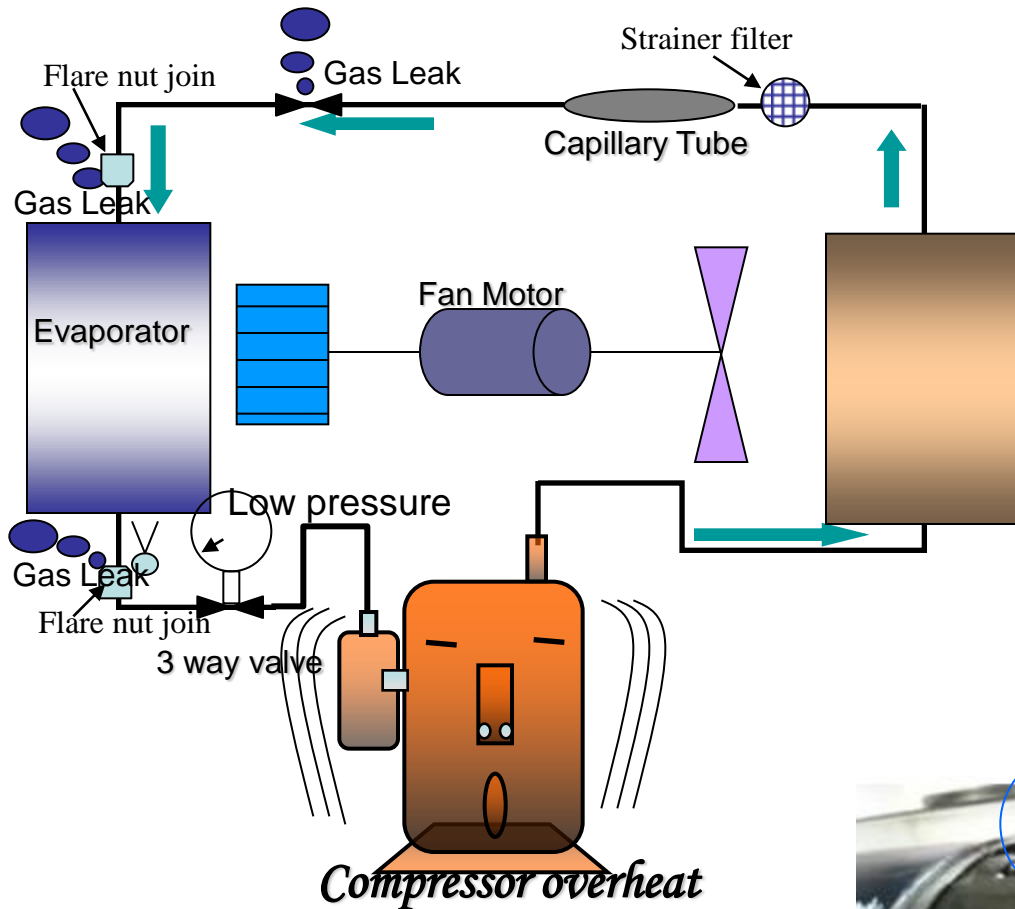 Strainer filter
Gas Leak
Flare nut join
Capillary Tube
Gas Leak
Fan Motor
Evaporator
Low pressure
Gas Leak
Flare nut join
3 way valve
Compressor overheat